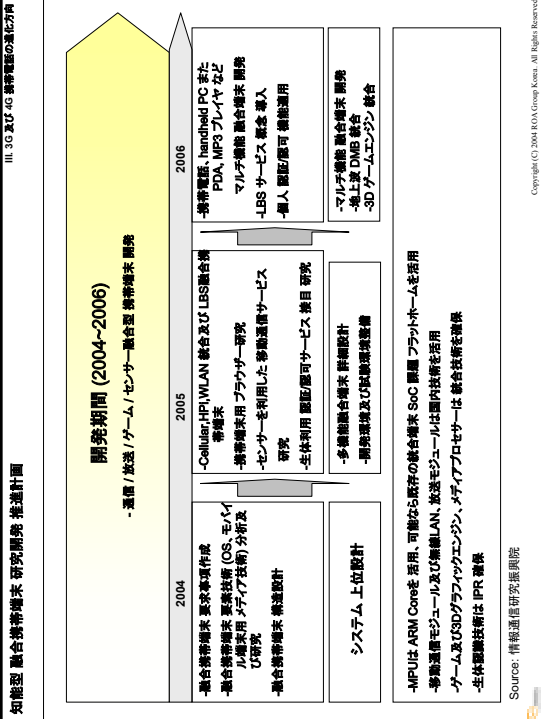 III. 3G 及び 4G 携帯電話の進化方向
知能型 融合携帯端末 研究開発 推進計画
開発期間 (2004~2006)
- 通信 / 放送 / ゲーム / センサー融合型 携帯端末 開発
2004
2005
2006
-融合携帯端末 要求事項作成
-融合携帯端末 要素技術 (OS、モバイ
ル端末用 メディア技術) 分析及
び研究
-融合携帯端末 構造設計
システム 上位設計
-Cellular,HPI,WLAN 統合及び LBS融合携
帯端末
-携帯端末用 ブラウザー研究
-センサーを利用した 移動通信サービス
研究
-生体利用 認証/認可サービス 接目 研究
-多機能融合端末 詳細設計
-開発環境及び試験環境整備
-携帯電話、handheld PC また
PDA, MP3 プレイヤ など
マルチ機能 融合端末 開発
-LBS サービス 概念 導入
-個人 認証/認可 機能適用
-マルチ機能 融合端末 開発
-地上波 DMB 統合
-3D ゲームエンジン 統合
-MPUは ARM Coreを 活用、可能なら既存の統合端末 SoC 課題 フラットホームを活用
-移動通信モジュール及び無線LAN、放送モジュールは国内技術を活用
-ゲーム及び3Dグラフィックエンジン、メディアプロセサーは 統合技術を確保
-生体認識技術は IPR 確保
Source: 情報通信研究振興院
Copyright (C) 2004 ROA Group Korea. All Rights Reserved